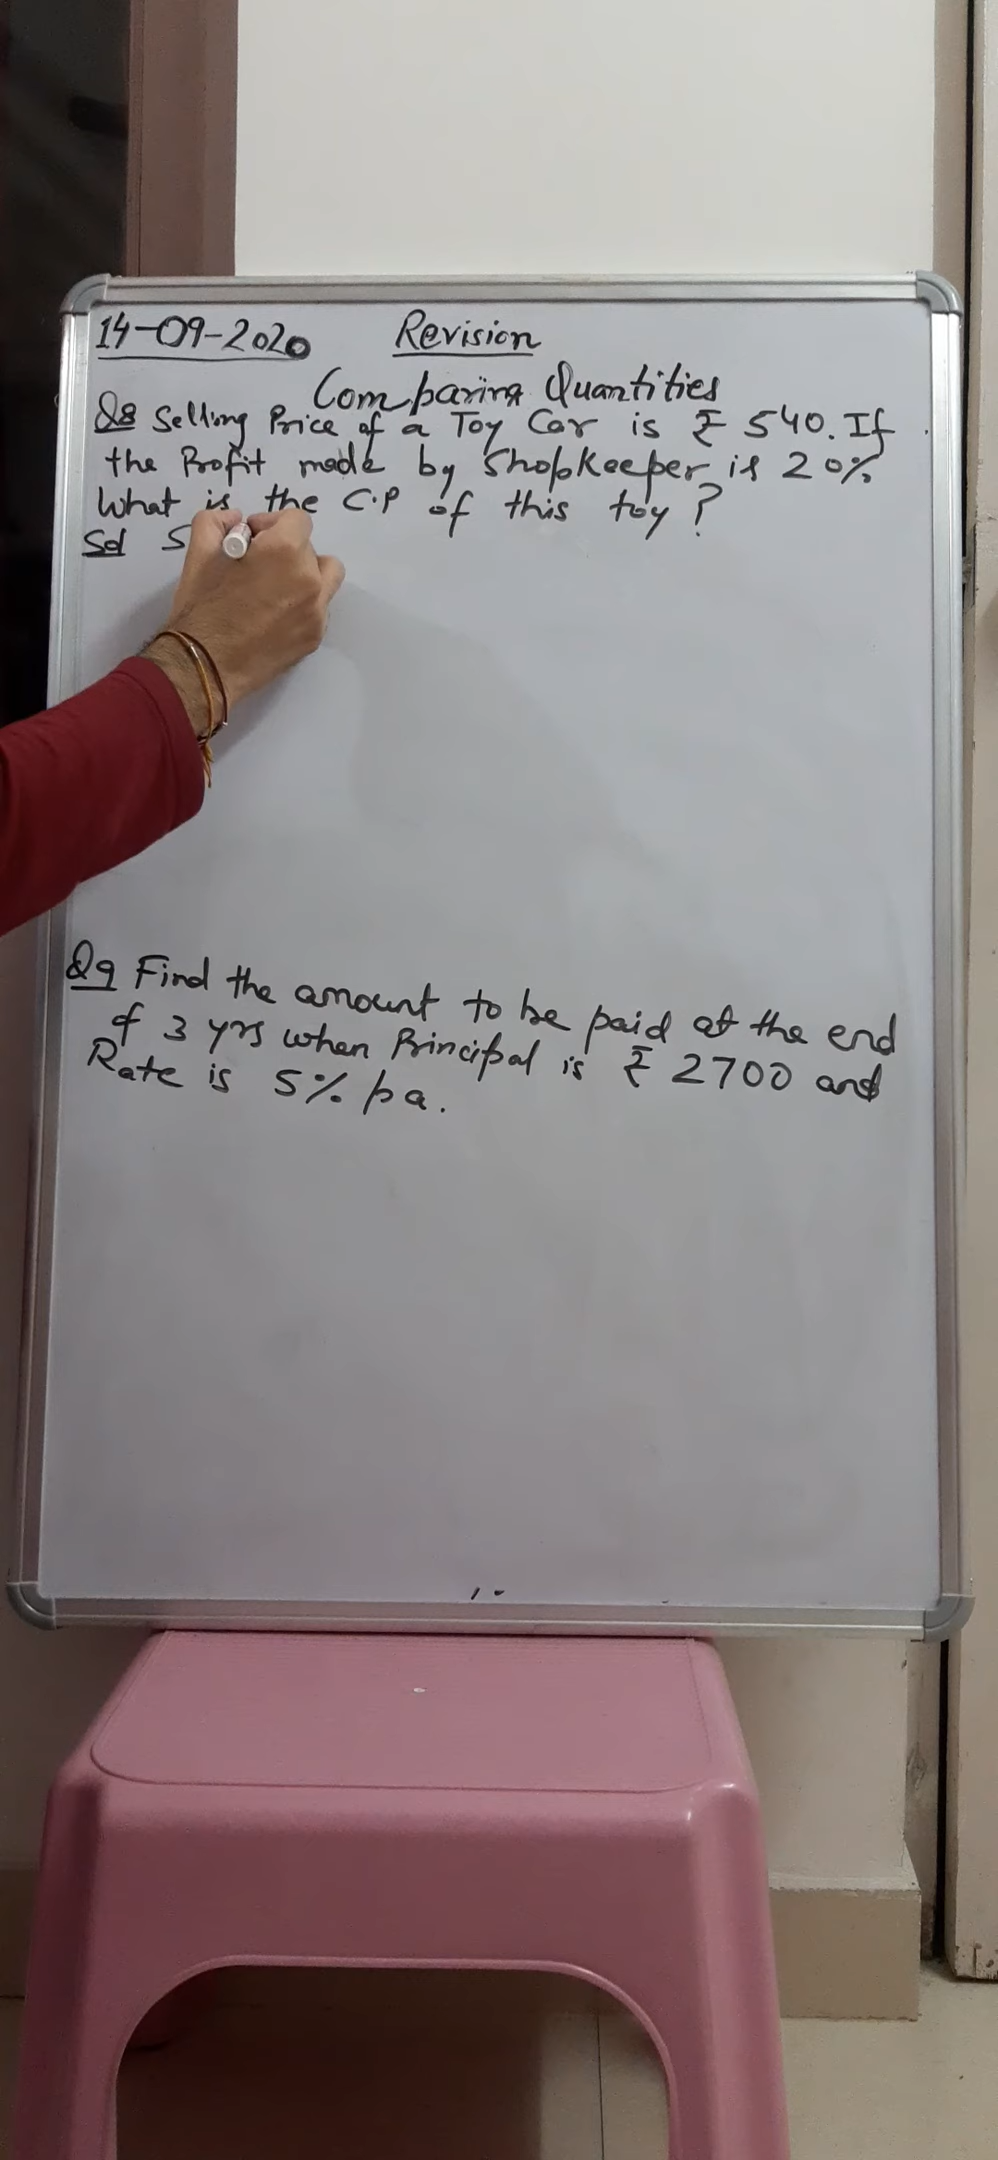 14-09-2020 Revision
Comparing Quantities
Q8 Selling Price of a Toy Car is ₹ 540. If
the Profit made by Shopkeeper is 20%
What is the C.P of this toy?
Sol S
Q9 Find the amount to be paid at the end
of 3 yrs when Principal is ₹ 2700 and
Rate is 5% pa.